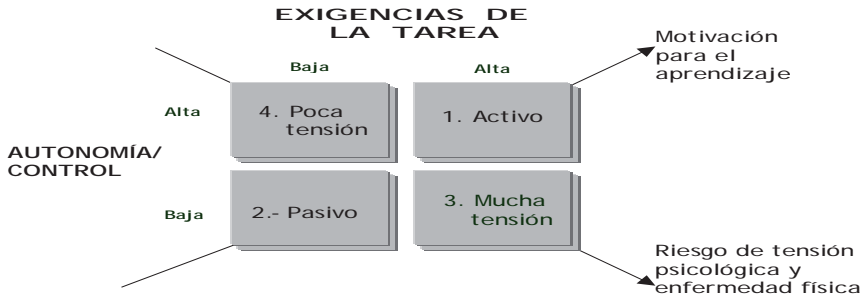 EXIGENCIAS DE
LA TAREA
Motivación
para el
aprendizaje
Baja
Alta
Alta
4. Poca
tensión
1. Activo
AUTONOMÍA/
CONTROL
Baja
2.- Pasivo
3. Mucha
tensión
Riesgo de tensión
psicológica y
enfermedad física